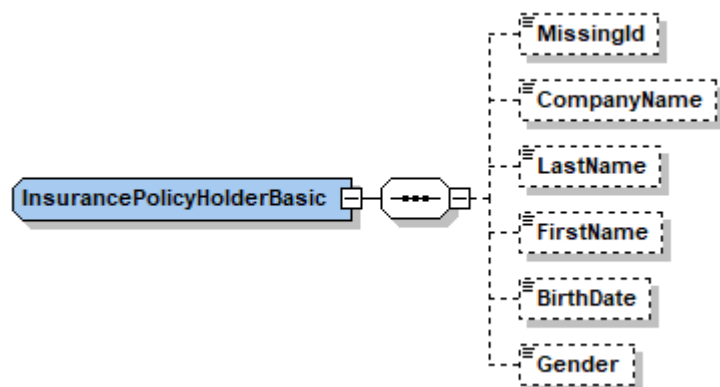 MissingId
CompanyName
LastName
InsurancePolicyHolderBasic
FirstName
BirthDate
Gender